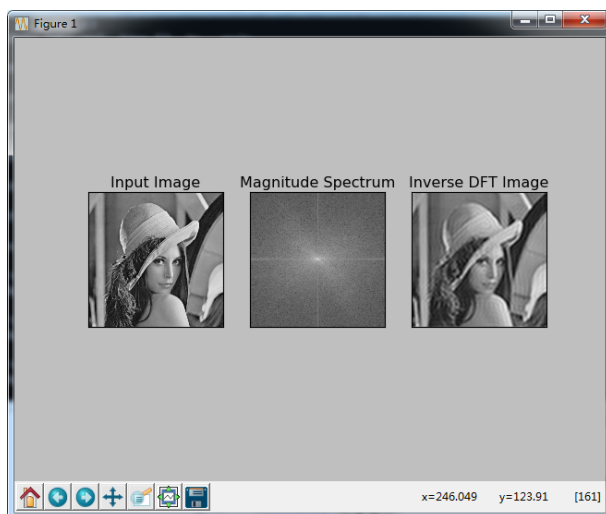 Figure 1
Input Image
Magnitude Spectrum
Inverse DFT Image
x=246.049 y=123.91 [161]